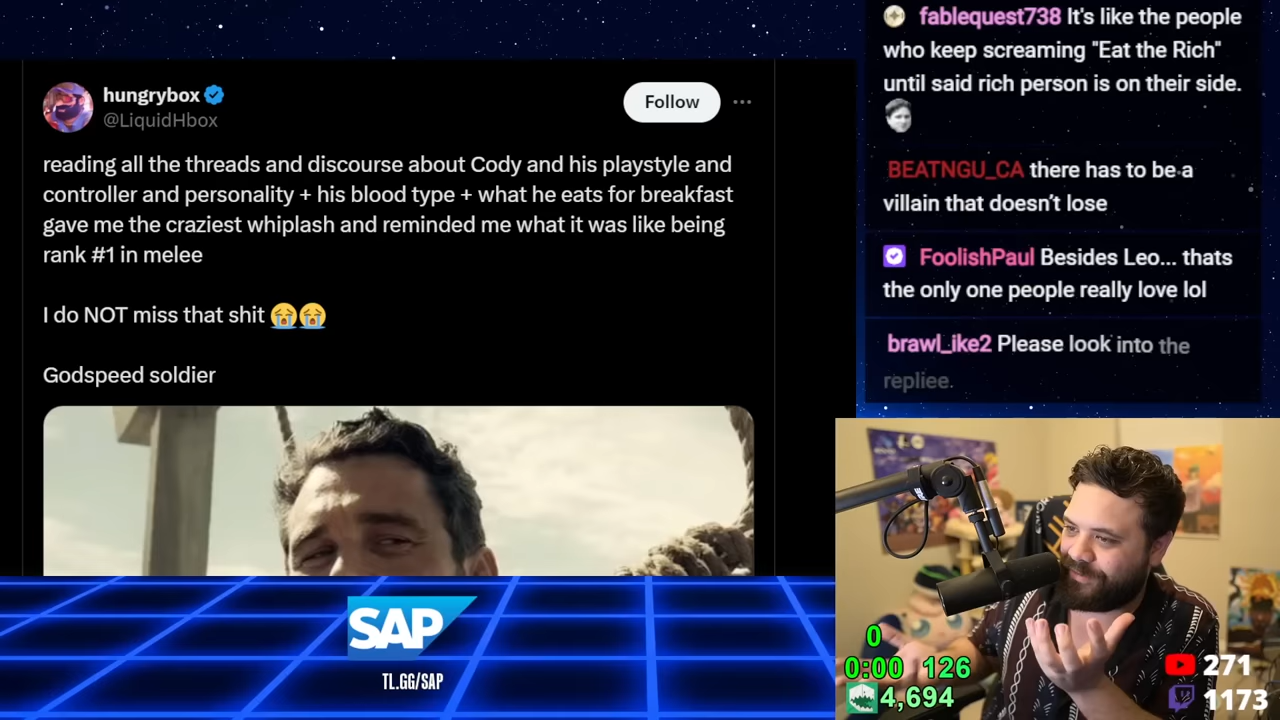 hungrybox
@LiquidHbox
Follow
reading all the threads and discourse about Cody and his playstyle and
controller and personality + his blood type + what he eats for breakfast
gave me the craziest whiplash and reminded me what it was like being
rank #1 in melee
I do NOT miss that shit 😭😭
Godspeed soldier
SAP
TL.GG/SAP
fablequest738 It's like the people
who keep screaming "Eat the Rich"
until said rich person is on their side.
BEATNGU_CA there has to be a
villain that doesn't lose
FoolishPaul Besides Leo... thats
the only one people really love lol
brawl_ike2 Please look into the
repliee.
0
0:00 126
4,694
271
1173